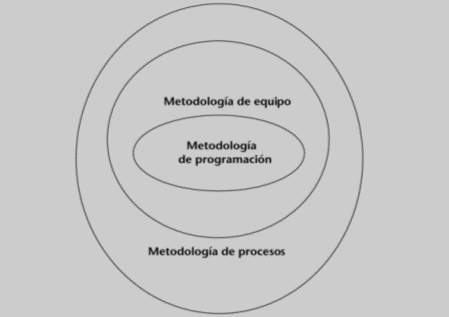 Metodología de equipo
Metodología
de programación
Metodología de procesos